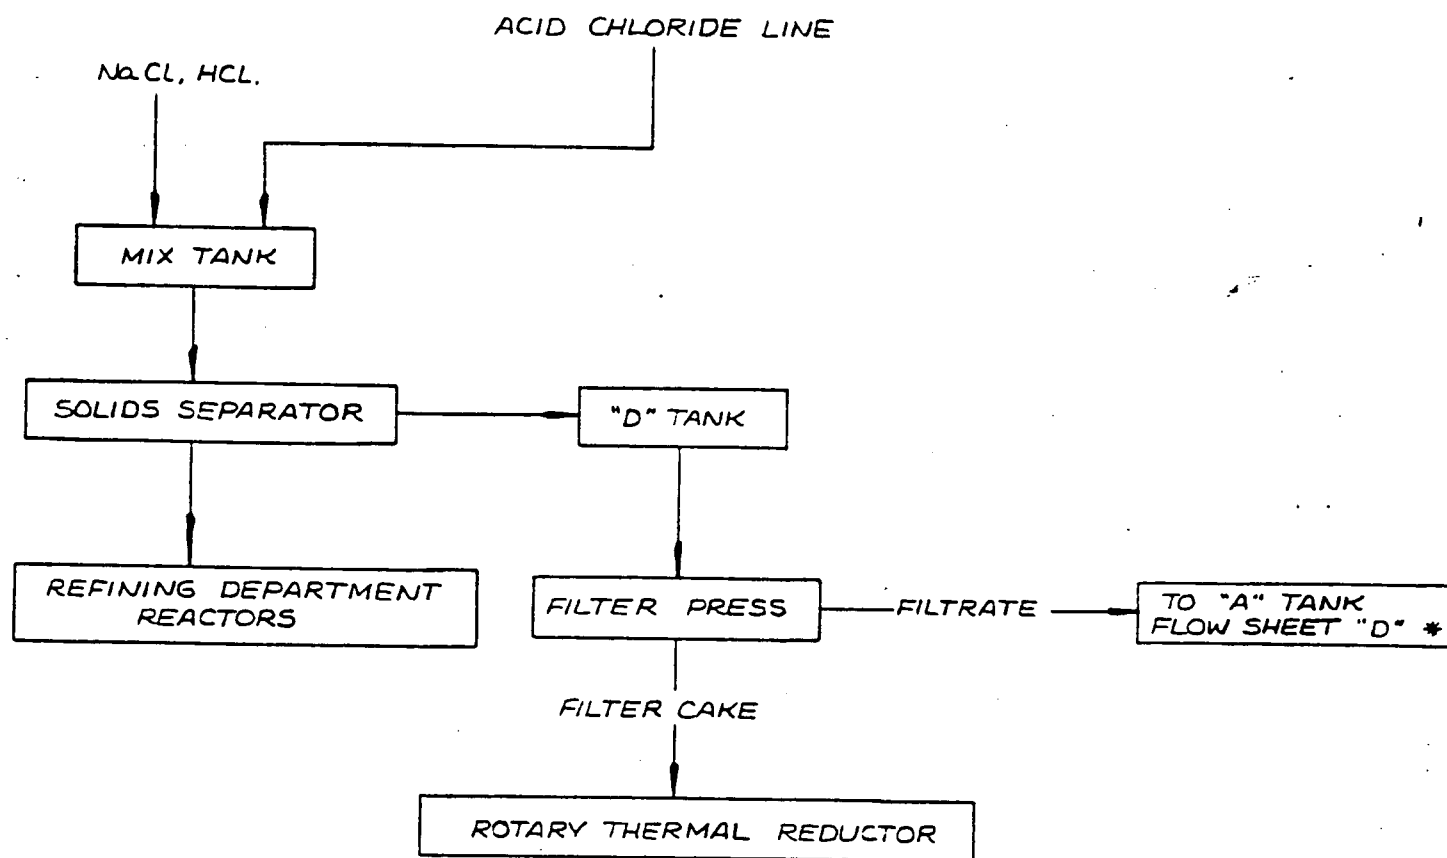 ACID CHLORIDE LINE
NaCl, HCL.
MIX TANK
SOLIDS SEPARATOR
"D" TANK
REFINING DEPARTMENT
REACTORS
FILTER PRESS
FILTRATE
TO "A" TANK
FLOW SHEET "D" *
FILTER CAKE
ROTARY THERMAL REDUCTOR